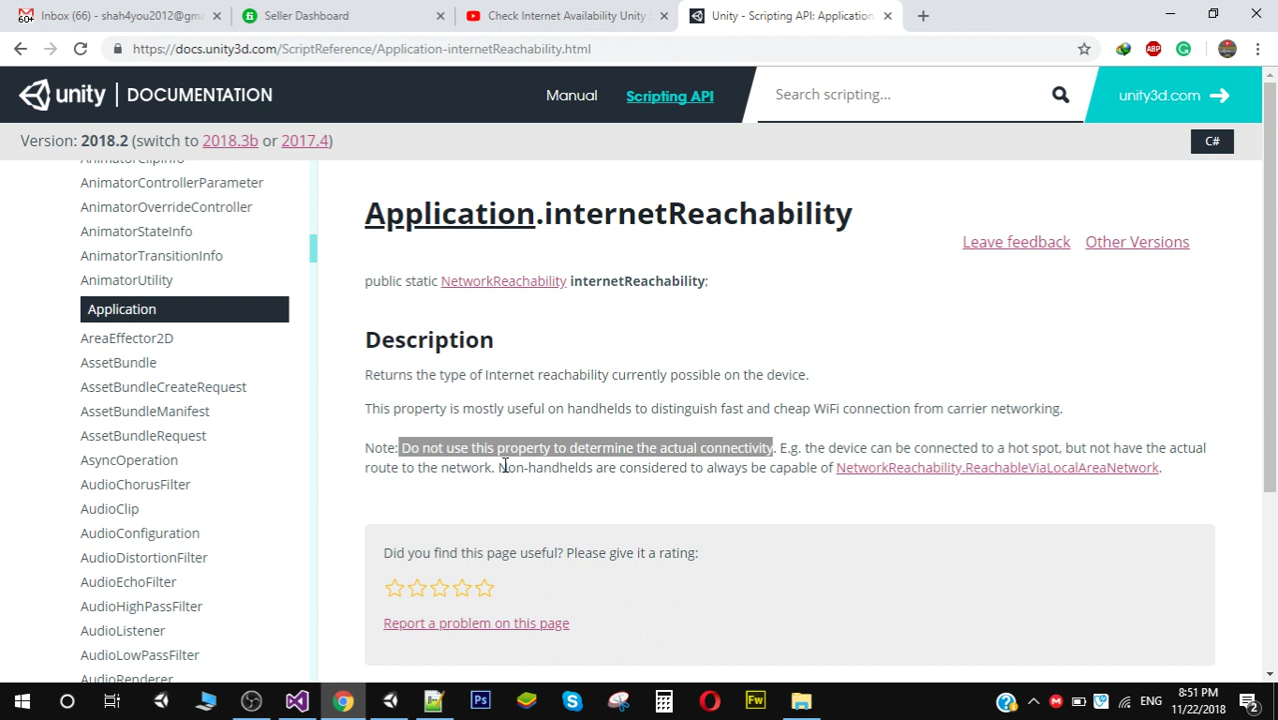 Inbox (66) - shah4you2012@gma
Seller Dashboard
Check Internet Availability Unity
Unity - Scripting API: Application
https://docs.unity3d.com/ScriptReference/Application-internetReachability.html
ABP
unity | DOCUMENTATION
Manual
Scripting API
Search scripting...
unity3d.com
Version: 2018.2 (switch to 2018.3b or 2017.4)
C#
AnimatorClipInfo
AnimatorControllerParameter
AnimatorOverrideController
AnimatorStateInfo
AnimatorTransitionInfo
AnimatorUtility
Application
AreaEffector2D
AssetBundle
AssetBundleCreateRequest
AssetBundleManifest
AssetBundleRequest
AsyncOperation
AudioChorusFilter
AudioClip
AudioConfiguration
AudioDistortionFilter
AudioEchoFilter
AudioHighPassFilter
AudioListener
AudioLowPassFilter
AudioRenderer
Application.internetReachability
Leave feedback
Other Versions
public static NetworkReachability internetReachability;
Description
Returns the type of Internet reachability currently possible on the device.
This property is mostly useful on handhelds to distinguish fast and cheap WiFi connection from carrier networking.
Note: Do not use this property to determine the actual connectivity. E.g. the device can be connected to a hot spot, but not have the actual
route to the network. Non-handhelds are considered to always be capable of NetworkReachability.ReachableViaLocalAreaNetwork.
Did you find this page useful? Please give it a rating:
Report a problem on this page
Ps
Fw
ENG
8:51 PM
11/22/2018
2